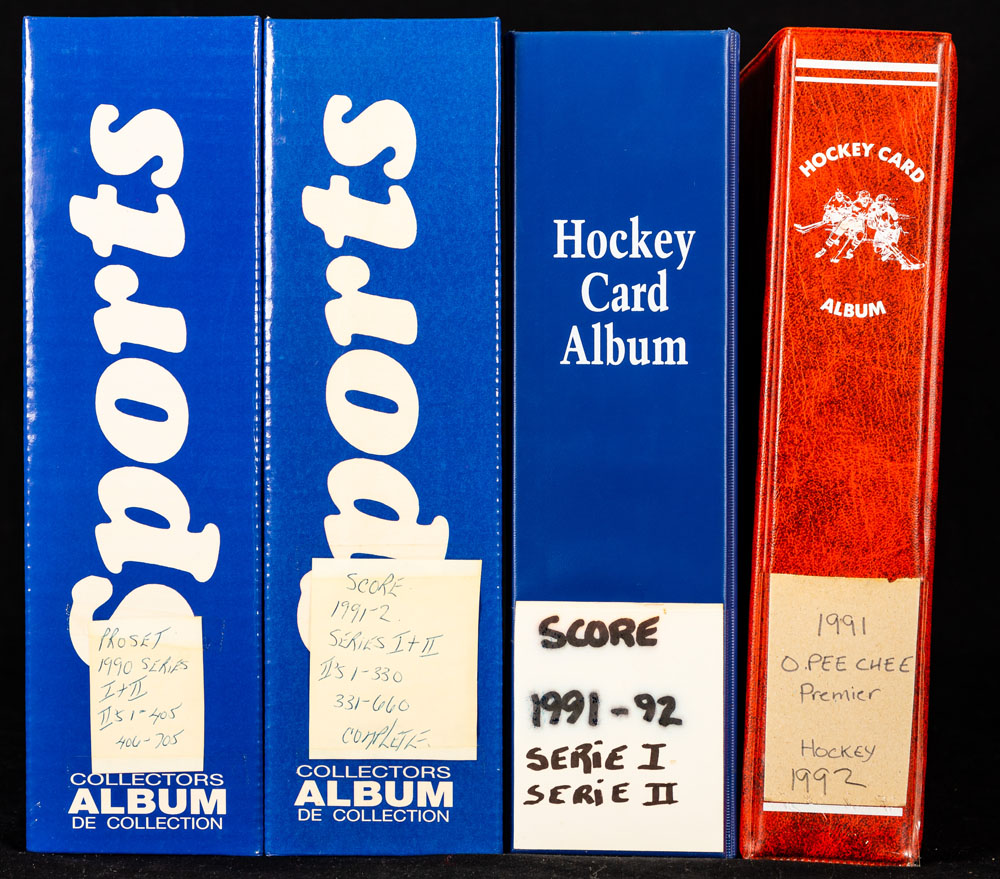 Sports
PROSET
1990 SERIES
I+II
#S 1-405
406-705
COLLECTORS
ALBUM
DE COLLECTION
Sports
SCORE
1991-2
SERIES I+II
#S 1-330
331-660
COMPLETE.
COLLECTORS
ALBUM
DE COLLECTION
Hockey
Card
Album
SCORE
1991-92
SERiE I
SERiE II
HOCKEY CARD
ALBUM
1991
O.PEE CHEE
Premier
HOCKEY
1992